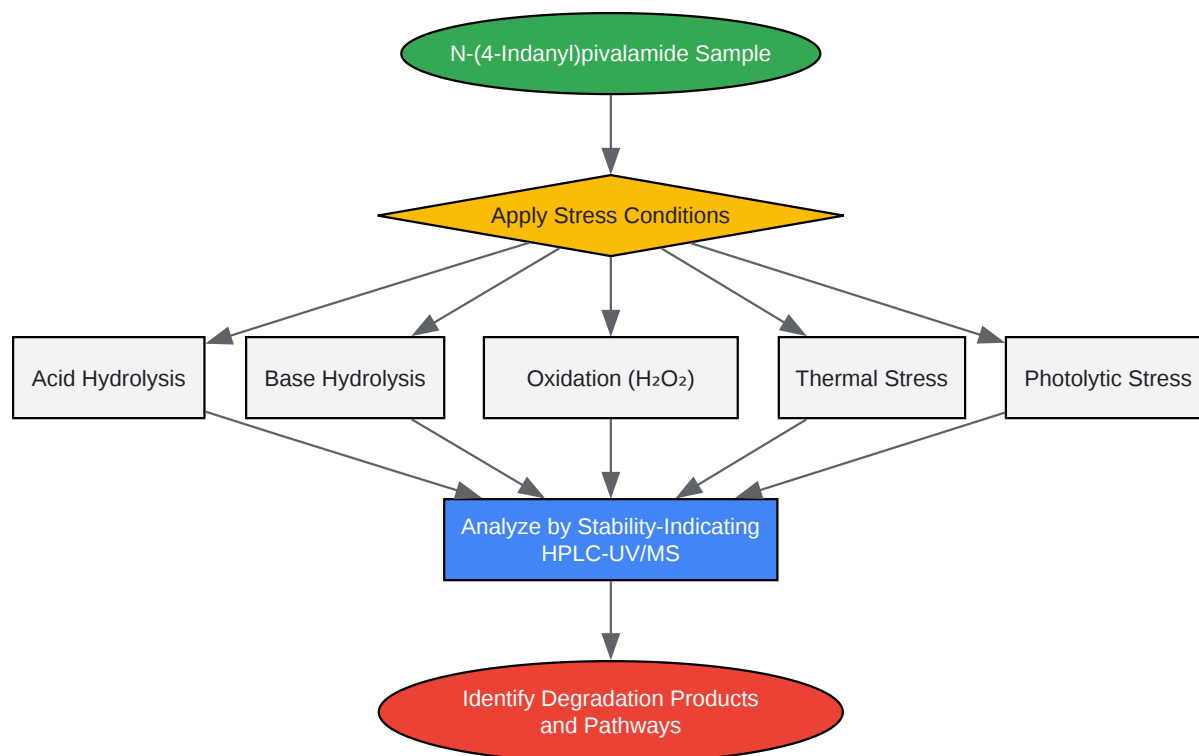 N-(4-Indanyl)pivalamide Sample
Apply Stress Conditions
Acid Hydrolysis
Base Hydrolysis
Oxidation (H₂O₂)
Thermal Stress
Photolytic Stress
Analyze by Stability-Indicating
HPLC-UV/MS
Identify Degradation Products
and Pathways